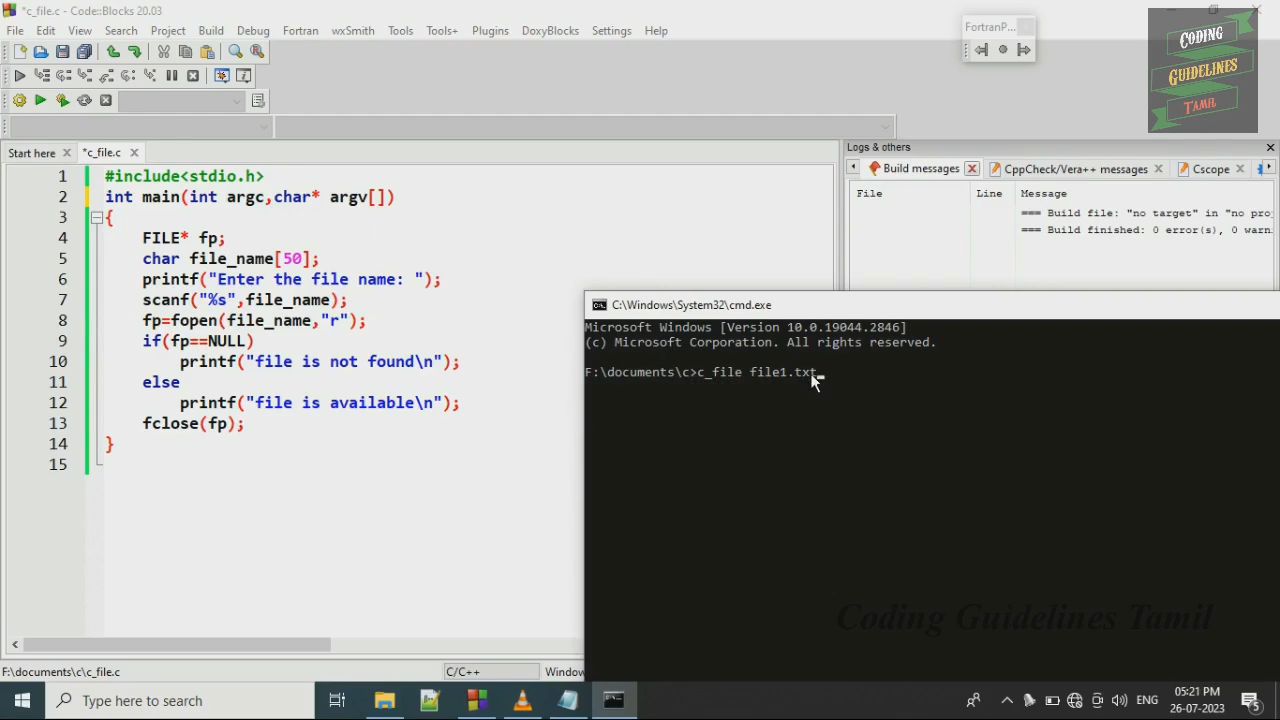 *c_file.c - Code::Blocks 20.03
File Edit View Search Project Build Debug Fortran wxSmith Tools Tools+ Plugins DoxyBlocks Settings Help
FortranP...
CODING
GUIDELINES
TAMIL
Start here
*c_file.c
Logs & others
Build messages
CppCheck/Vera++ messages
Cscope
File Line Message
=== Build file: "no target" in "no proj
=== Build finished: 0 error(s), 0 warni
1 #include<stdio.h>
2 int main(int argc,char* argv[])
3 {
4 FILE* fp;
5 char file_name[50];
6 printf("Enter the file name: ");
7 scanf("%s",file_name);
8 fp=fopen(file_name,"r");
9 if(fp==NULL)
10 printf("file is not found\n");
11 else
12 printf("file is available\n");
13 fclose(fp);
14 }
15
C:\Windows\System32\cmd.exe
Microsoft Windows [Version 10.0.19044.2846]
(c) Microsoft Corporation. All rights reserved.
F:\documents\c>c_file file1.txt
Coding Guidelines Tamil
F:\documents\c\c_file.c
C/C++
Window
Type here to search
ENG
05:21 PM
26-07-2023
5